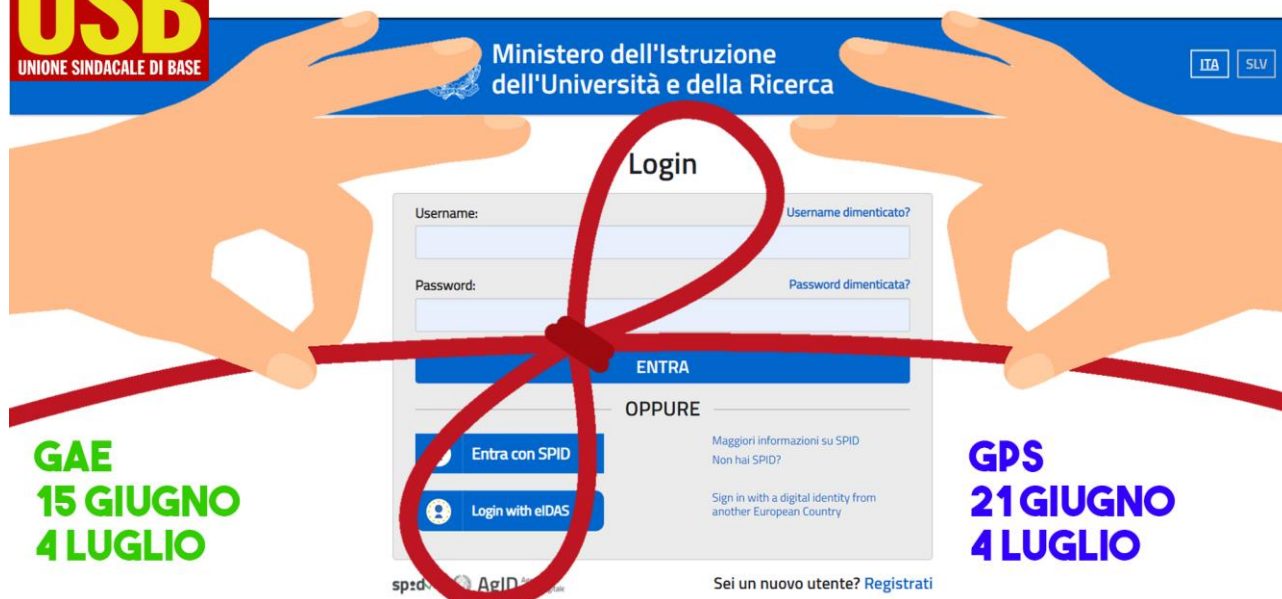 USB
UNIONE SINDACALE DI BASE
Ministero dell'Istruzione
dell'Università e della Ricerca
ITA
SLV
Login
Username:
Username dimenticato?
Password:
Password dimenticata?
ENTRA
OPPURE
Entra con SPID
Maggiori informazioni su SPID
Non hai SPID?
Login with eIDAS
Sign in with a digital identity from
another European Country
GAE
15 GIUGNO
4 LUGLIO
GPS
21 GIUGNO
4 LUGLIO
sp:d
AgID
Sei un nuovo utente? Registrati